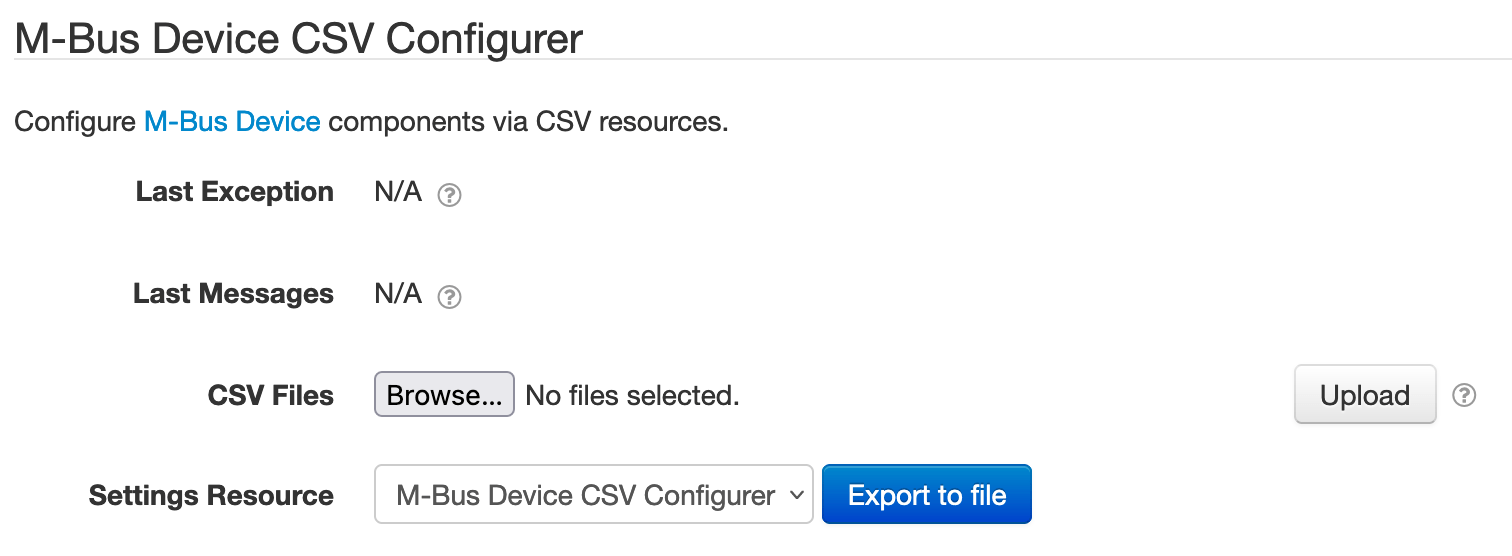 M-Bus Device CSV Configurer
Configure M-Bus Device components via CSV resources.
Last Exception N/A ?
Last Messages N/A ?
CSV Files Browse... No files selected. Upload ?
Settings Resource M-Bus Device CSV Configurer Export to file